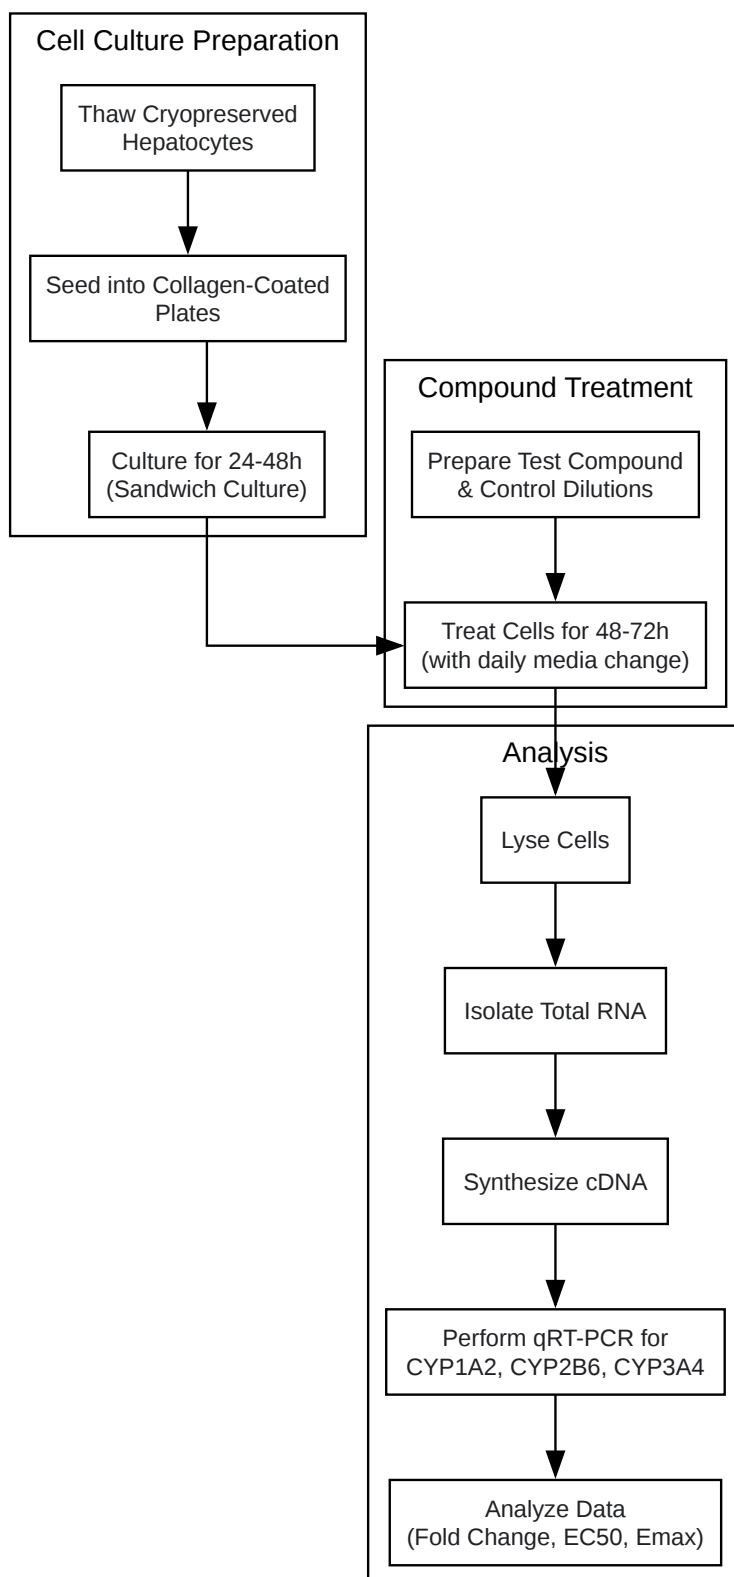 Cell Culture Preparation
Thaw Cryopreserved
Hepatocytes
Seed into Collagen-Coated
Plates
Culture for 24-48h
(Sandwich Culture)
Compound Treatment
Prepare Test Compound
& Control Dilutions
Treat Cells for 48-72h
(with daily media change)
Analysis
Lyse Cells
Isolate Total RNA
Synthesize cDNA
Perform qRT-PCR for
CYP1A2, CYP2B6, CYP3A4
Analyze Data
(Fold Change, EC50, Emax)